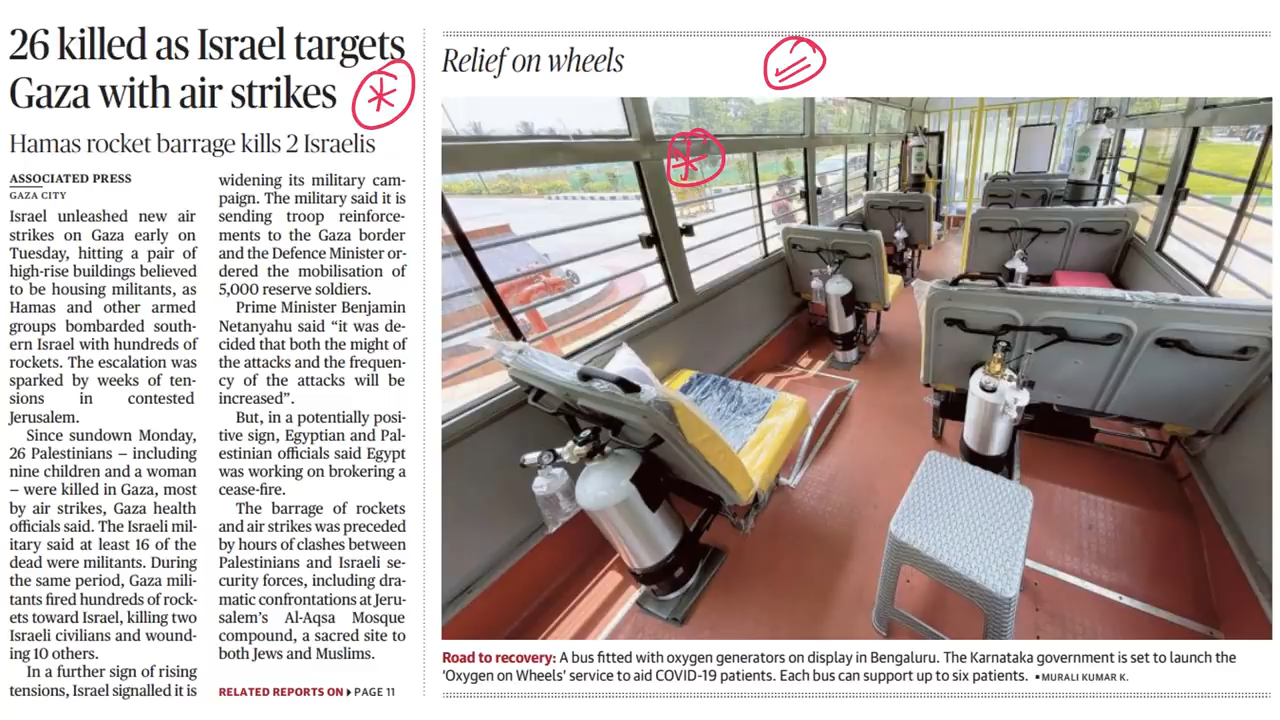 26 killed as Israel targets
Gaza with air strikes
Hamas rocket barrage kills 2 Israelis
ASSOCIATED PRESS
GAZA CITY
Israel unleashed new air
strikes on Gaza early on
Tuesday, hitting a pair of
high-rise buildings believed
to be housing militants, as
Hamas and other armed
groups bombarded south-
ern Israel with hundreds of
rockets. The escalation was
sparked by weeks of ten-
sions in contested
Jerusalem.
Since sundown Monday,
26 Palestinians – including
nine children and a woman
– were killed in Gaza, most
by air strikes, Gaza health
officials said. The Israeli mil-
itary said at least 16 of the
dead were militants. During
the same period, Gaza mili-
tants fired hundreds of rock-
ets toward Israel, killing two
Israeli civilians and wound-
ing 10 others.
In a further sign of rising
tensions, Israel signalled it is
widening its military cam-
paign. The military said it is
sending troop reinforce-
ments to the Gaza border
and the Defence Minister or-
dered the mobilisation of
5,000 reserve soldiers.
Prime Minister Benjamin
Netanyahu said “it was de-
cided that both the might of
the attacks and the frequen-
cy of the attacks will be
increased”.
But, in a potentially posi-
tive sign, Egyptian and Pal-
estinian officials said Egypt
was working on brokering a
cease-fire.
The barrage of rockets
and air strikes was preceded
by hours of clashes between
Palestinians and Israeli se-
curity forces, including dra-
matic confrontations at Jeru-
salem’s Al-Aqsa Mosque
compound, a sacred site to
both Jews and Muslims.
RELATED REPORTS ON PAGE 11
Relief on wheels
Road to recovery: A bus fitted with oxygen generators on display in Bengaluru. The Karnataka government is set to launch the
‘Oxygen on Wheels’ service to aid COVID-19 patients. Each bus can support up to six patients. MURALI KUMAR K.